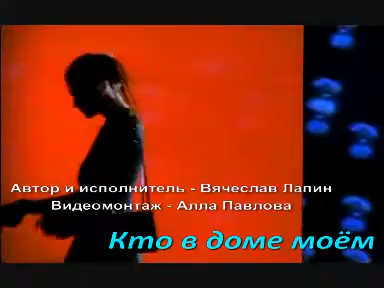 Автор и исполнитель - Вячеслав Лапин
Видеомонтаж - Алла Павлова
Кто в доме моём